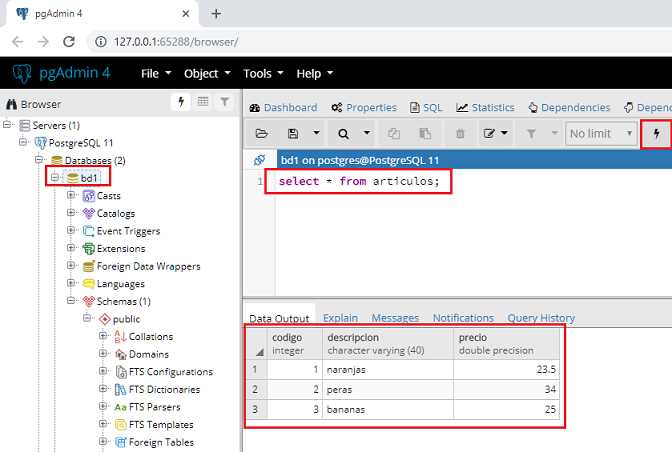 pgAdmin 4
127.0.0.1:65288/browser/
pgAdmin 4 File Object Tools Help
Browser
Dashboard Properties SQL Statistics Dependencies Depen
Servers (1)
PostgreSQL 11
Databases (2)
bd1
Casts
Catalogs
Event Triggers
Extensions
Foreign Data Wrappers
Languages
Schemas (1)
public
Collations
Domains
FTS Configurations
FTS Dictionaries
Aa FTS Parsers
FTS Templates
Foreign Tables
No limit
bd1 on postgres@PostgreSQL 11
1 select * from articulos;
Data Output Explain Messages Notifications Query History
codigo descripcion precio
integer character varying (40) double precision
1 1 naranjas 23.5
2 2 peras 34
3 3 bananas 25